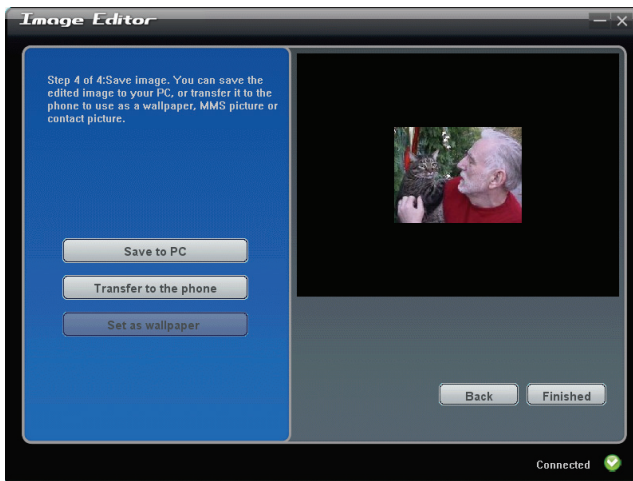 Image Editor
Step 4 of 4:Save image. You can save the
edited image to your PC, or transfer it to the
phone to use as a wallpaper, MMS picture or
contact picture.
Save to PC
Transfer to the phone
Set as wallpaper
Back Finished
Connected